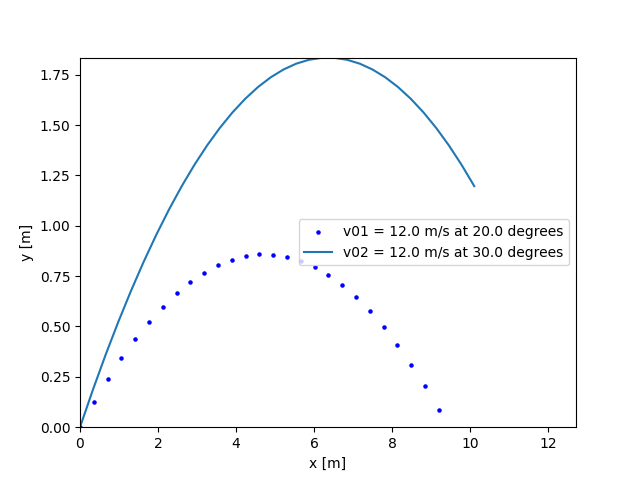 1.75
1.50
1.25
1.00
0.75
0.50
0.25
0.00
y [m]
v01 = 12.0 m/s at 20.0 degrees
v02 = 12.0 m/s at 30.0 degrees
0 2 4 6 8 10 12
x [m]